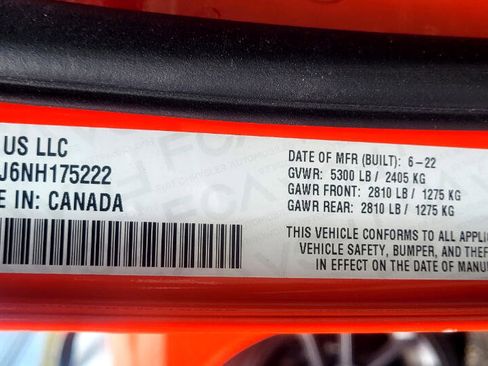 US LLC
J6NH175222
E IN: CANADA
DATE OF MFR (BUILT): 6-22
GVWR: 5300 LB / 2405 KG
GAWR FRONT: 2810 LB / 1275 KG
GAWR REAR: 2810 LB / 1275 KG
THIS VEHICLE CONFORMS TO ALL APPLIC
VEHICLE SAFETY, BUMPER, AND THEF
IN EFFECT ON THE DATE OF MANU